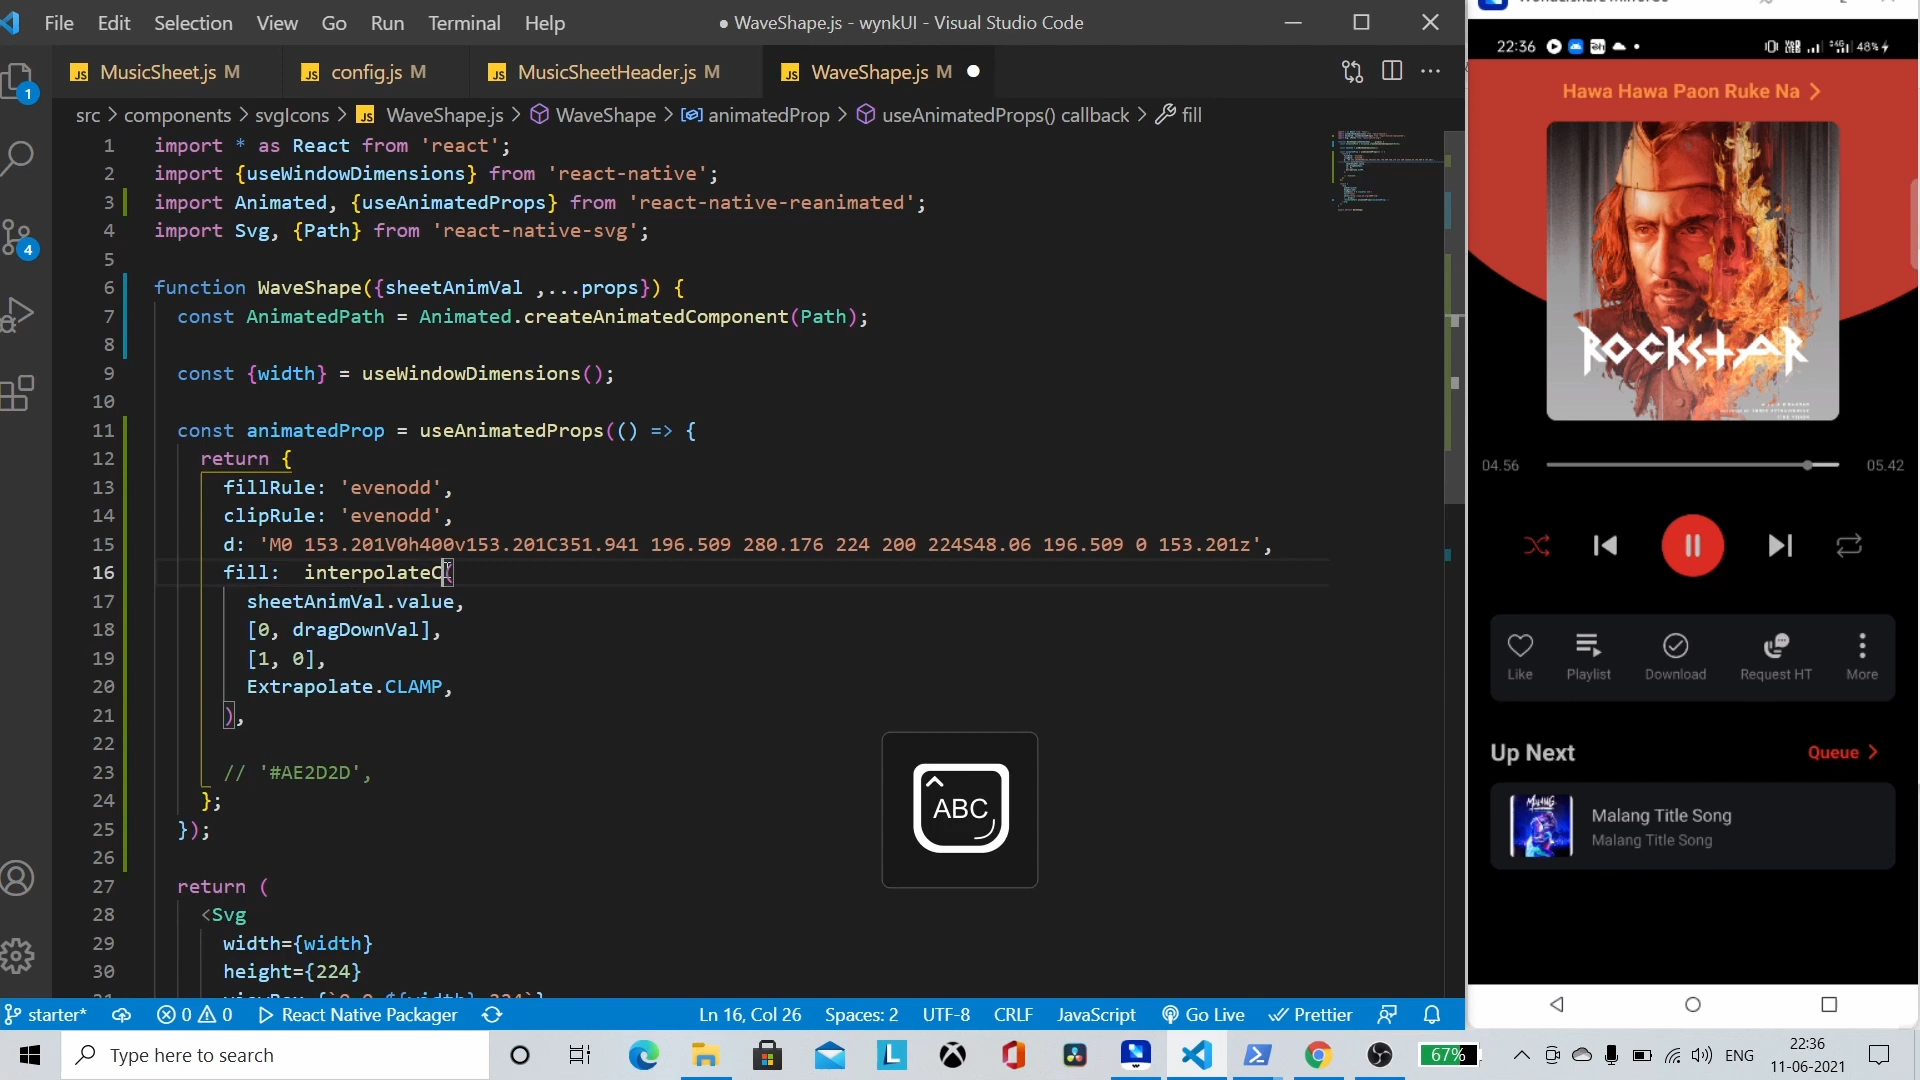 File Edit Selection View Go Run Terminal Help
● WaveShape.js - wynkUI - Visual Studio Code
JS MusicSheet.js M
JS config.js M
JS MusicSheetHeader.js M
JS WaveShape.js M ●
src > components > svgIcons > JS WaveShape.js > WaveShape > animatedProp > useAnimatedProps() callback > fill
1 import * as React from 'react';
2 import {useWindowDimensions} from 'react-native';
3 import Animated, {useAnimatedProps} from 'react-native-reanimated';
4 import Svg, {Path} from 'react-native-svg';
5
6 function WaveShape({sheetAnimVal ,...props}) {
7 const AnimatedPath = Animated.createAnimatedComponent(Path);
8
9 const {width} = useWindowDimensions();
10
11 const animatedProp = useAnimatedProps(() => {
12 return {
13 fillRule: 'evenodd',
14 clipRule: 'evenodd',
15 d: 'M0 153.201V0h400v153.201C351.941 196.509 280.176 224 200 224S48.06 196.509 0 153.201z',
16 fill:  interpolateC(
17 sheetAnimVal.value,
18 [0, dragDownVal],
19 [1, 0],
20 Extrapolate.CLAMP,
21 ),
22
23 // '#AE2D2D',
24 };
25 });
26
27 return (
28 <Svg
29 width={width}
30 height={224}
1
4
ABC
starter* 0 0 React Native Packager
Ln 16, Col 26 Spaces: 2 UTF-8 CRLF JavaScript Go Live Prettier
Type here to search
67%
ENG
22:36
11-06-2021
22:36
48%
Hawa Hawa Paon Ruke Na >
ROCKSTAR
04.56
05.42
Like
Playlist
Download
Request HT
More
Up Next
Queue >
MALANG
Malang Title Song
Malang Title Song